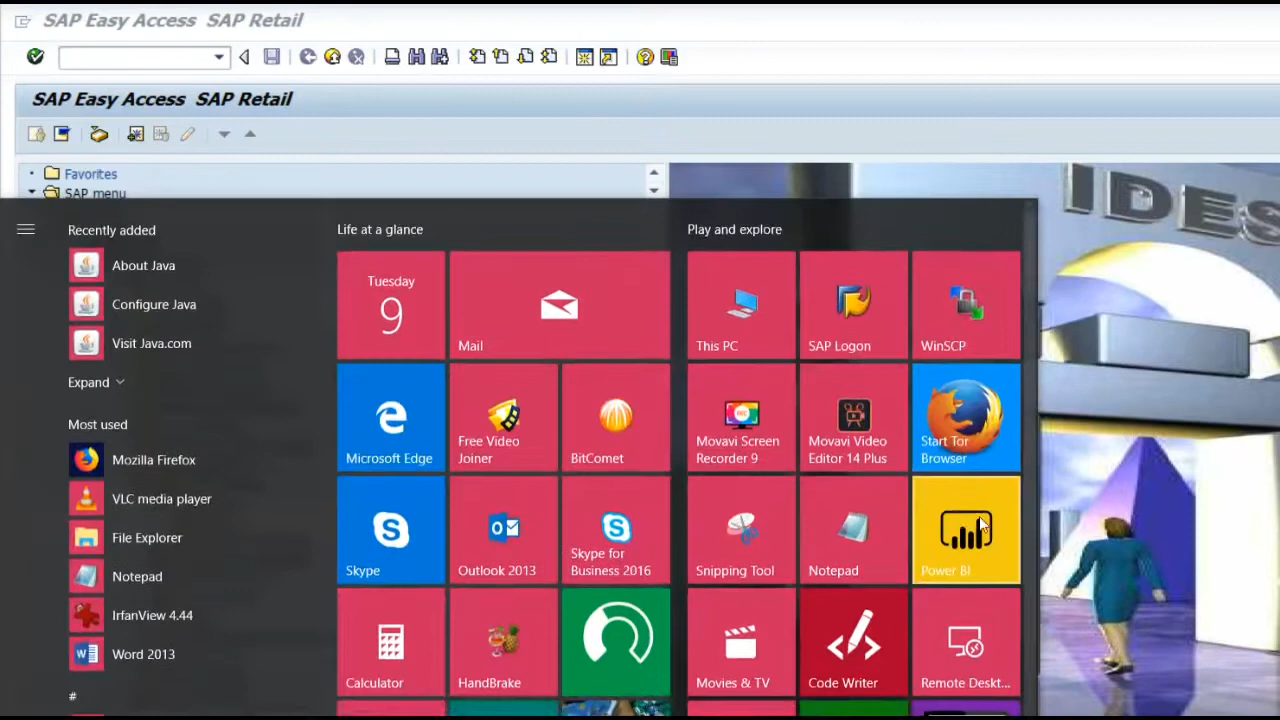 SAP Easy Access SAP Retail
SAP Easy Access SAP Retail
Favorites
SAP menu
IDES
Recently added
About Java
Configure Java
Visit Java.com
Expand
Most used
Mozilla Firefox
VLC media player
File Explorer
Notepad
IrfanView 4.44
Word 2013
#
Life at a glance
Tuesday
9
Mail
Microsoft Edge
Free Video
Joiner
BitComet
Skype
Outlook 2013
Skype for
Business 2016
Calculator
HandBrake
Play and explore
This PC
SAP Logon
WinSCP
Movavi Screen
Recorder 9
Movavi Video
Editor 14 Plus
Start Tor
Browser
Snipping Tool
Notepad
Power BI
Movies & TV
Code Writer
Remote Deskt...